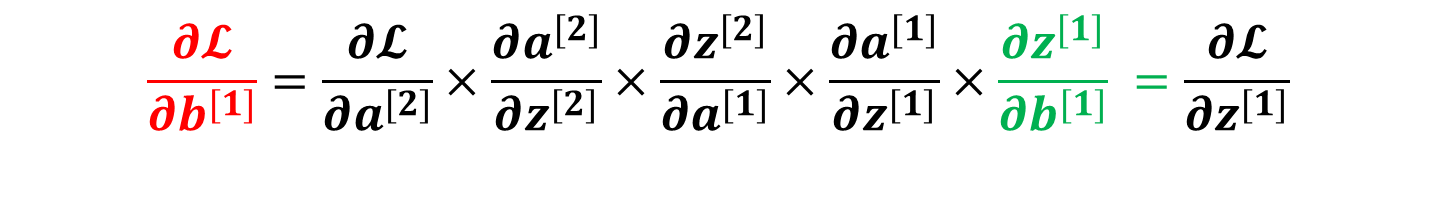 ∂ℒ/∂b^[1] = ∂ℒ/∂a^[2] × ∂a^[2]/∂z^[2] × ∂z^[2]/∂a^[1] × ∂a^[1]/∂z^[1] × ∂z^[1]/∂b^[1] = ∂ℒ/∂z^[1]